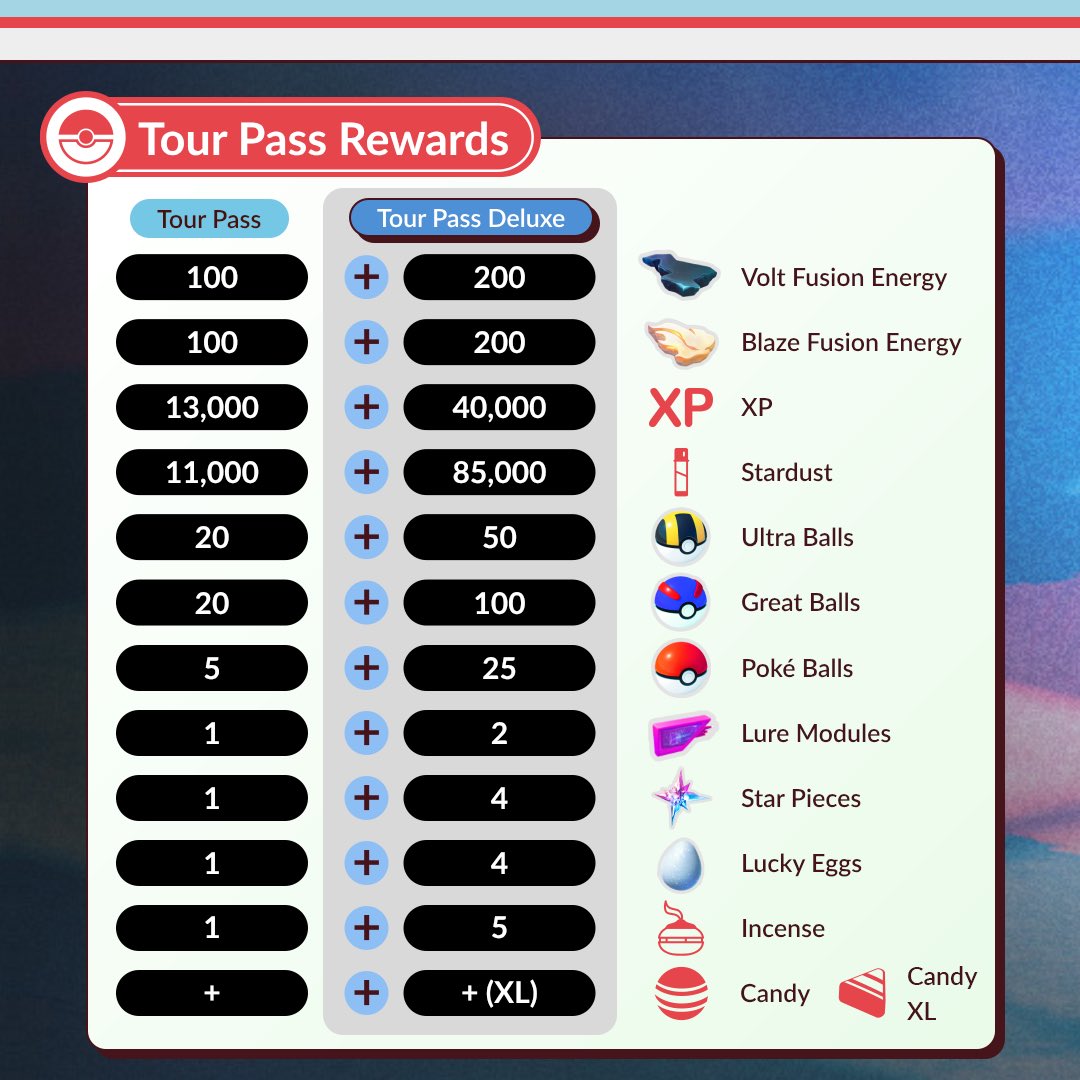 Tour Pass Rewards
Tour Pass Tour Pass Deluxe
100 + 200 Volt Fusion Energy
100 + 200 Blaze Fusion Energy
13,000 + 40,000 XP XP
11,000 + 85,000 Stardust
20 + 50 Ultra Balls
20 + 100 Great Balls
5 + 25 Poké Balls
1 + 2 Lure Modules
1 + 4 Star Pieces
1 + 4 Lucky Eggs
1 + 5 Incense
+ + + (XL) Candy Candy
XL